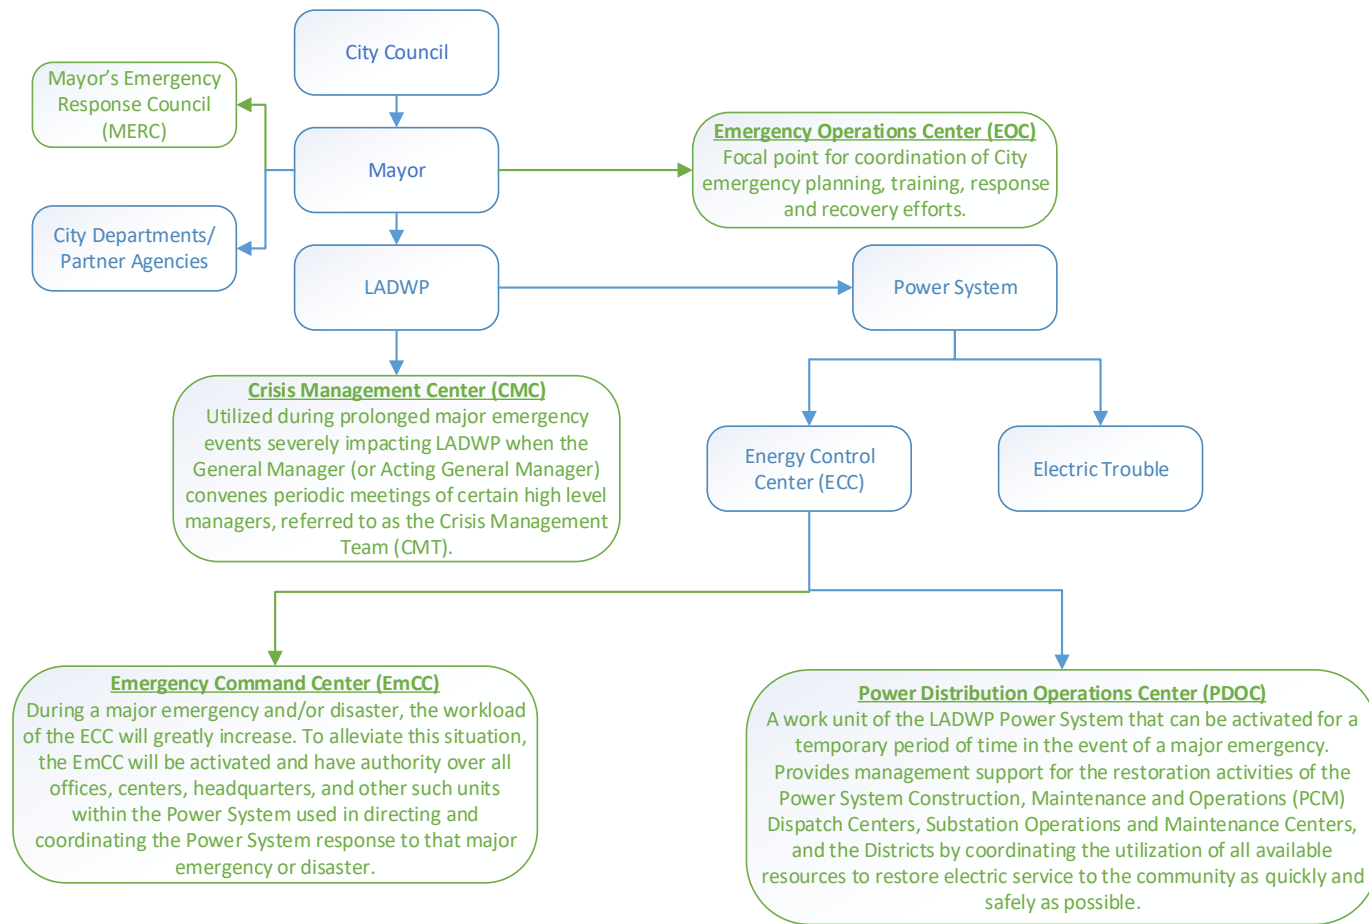 City Council
Mayor's Emergency
Response Council
(MERC)
Emergency Operations Center (EOC)
Focal point for coordination of City
emergency planning, training, response
and recovery efforts.
Mayor
City Departments/
Partner Agencies
LADWP
Power System
Crisis Management Center (CMC)
Utilized during prolonged major emergency
events severely impacting LADWP when the
General Manager (or Acting General Manager)
convenes periodic meetings of certain high level
managers, referred to as the Crisis Management
Team (CMT).
Energy Control
Center (ECC)
Electric Trouble
Emergency Command Center (EmCC)
During a major emergency and/or disaster, the workload
of the ECC will greatly increase. To alleviate this situation,
the EmCC will be activated and have authority over all
offices, centers, headquarters, and other such units
within the Power System used in directing and
coordinating the Power System response to that major
emergency or disaster.
Power Distribution Operations Center (PDOC)
A work unit of the LADWP Power System that can be activated for a
temporary period of time in the event of a major emergency.
Provides management support for the restoration activities of the
Power System Construction, Maintenance and Operations (PCM)
Dispatch Centers, Substation Operations and Maintenance Centers,
and the Districts by coordinating the utilization of all available
resources to restore electric service to the community as quickly and
safely as possible.